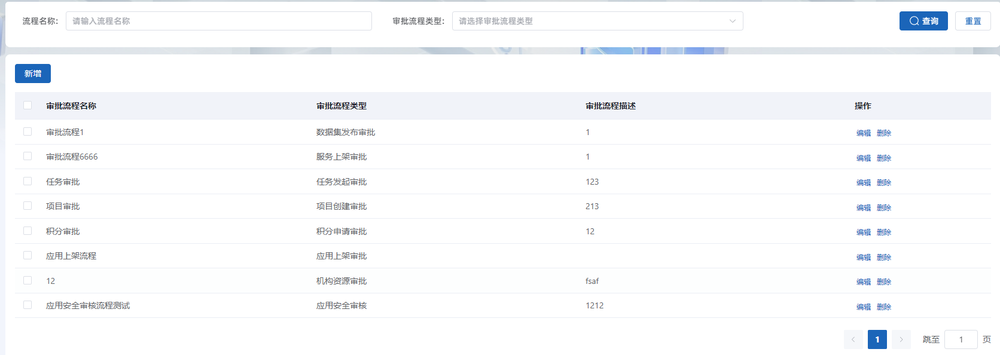 流程名称： 请输入流程名称 审批流程类型： 请选择审批流程类型 查询 重置
新增
审批流程名称 审批流程类型 审批流程描述 操作
审批流程1 数据集发布审批 1 编辑 删除
审批流程6666 服务上架审批 1 编辑 删除
任务审批 任务发起审批 123 编辑 删除
项目审批 项目创建审批 213 编辑 删除
积分审批 积分申请审批 12 编辑 删除
应用上架流程 应用上架审批 编辑 删除
12 机构资源审批 fsaf 编辑 删除
应用安全审核流程测试 应用安全审核 1212 编辑 删除
1 跳至 1 页